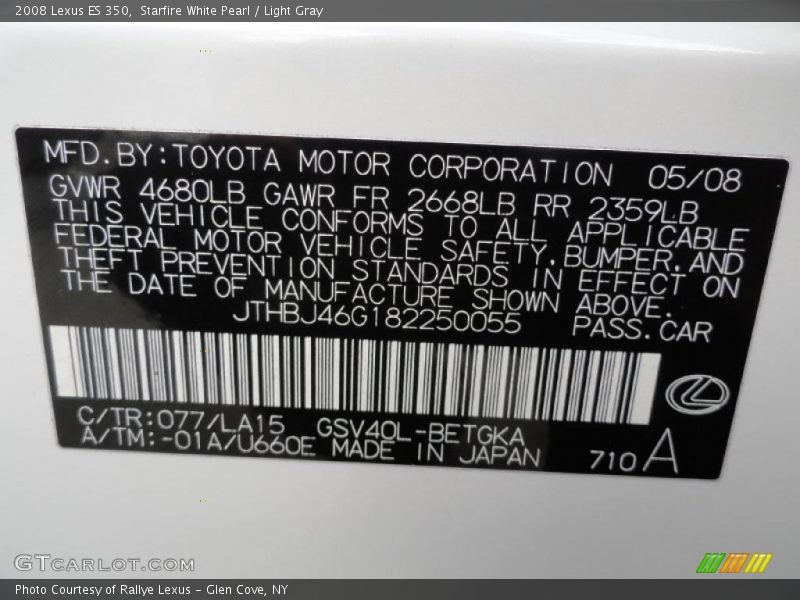 2008 Lexus ES 350, Starfire White Pearl / Light Gray
MFD.BY:TOYOTA MOTOR CORPORATION 05/08
GVWR 4680LB GAWR FR 2668LB RR 2359LB
THIS VEHICLE CONFORMS TO ALL APPLICABLE
FEDERAL MOTOR VEHICLE SAFETY,BUMPER,AND
THEFT PREVENTION STANDARDS IN EFFECT ON
THE DATE OF MANUFACTURE SHOWN ABOVE.
JTHBJ46G182250055 PASS.CAR
C/TR:077/LA15 GSV40L-BETGKA
A/TM:-01A/U660E MADE IN JAPAN 710 A
GTCARLOT.COM
Photo Courtesy of Rallye Lexus - Glen Cove, NY